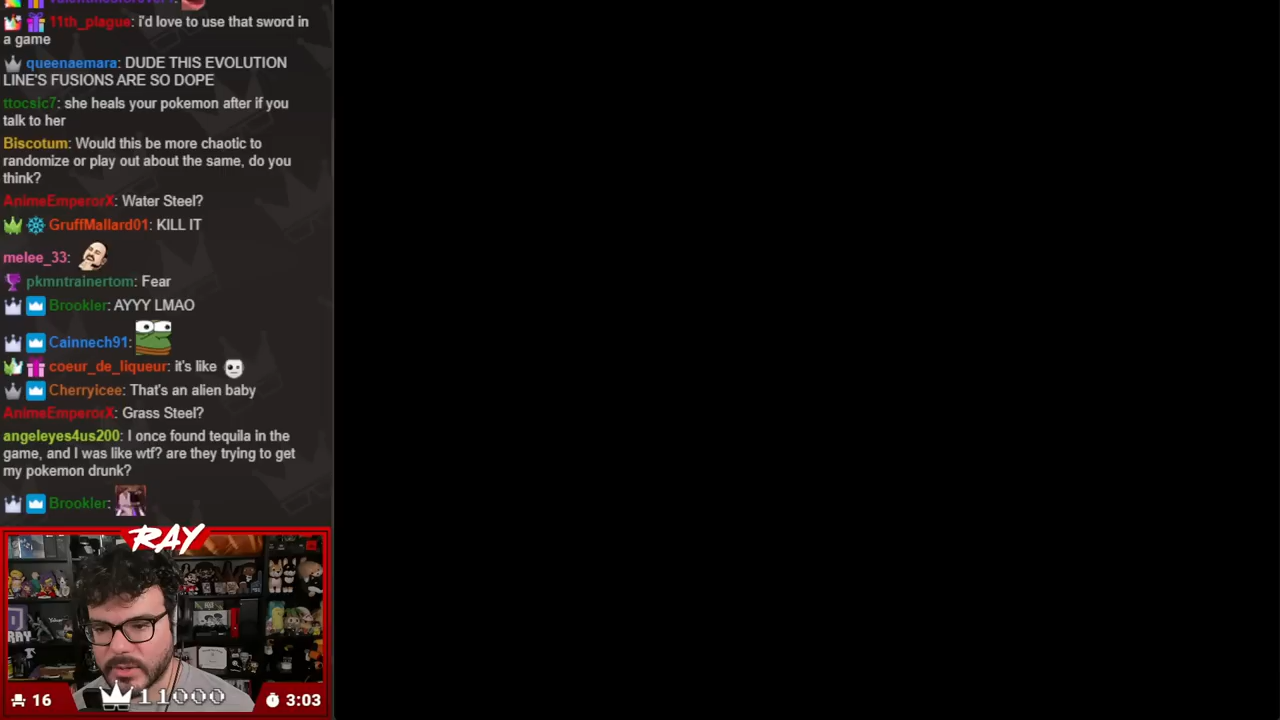 11th_plague: i'd love to use that sword in
a game
queenaemara: DUDE THIS EVOLUTION
LINE'S FUSIONS ARE SO DOPE
ttocsic7: she heals your pokemon after if you
talk to her
Biscotum: Would this be more chaotic to
randomize or play out about the same, do you
think?
AnimeEmperorX: Water Steel?
GruffMallard01: KILL IT
melee_33:
pkmntrainertom: Fear
Brookler: AYYY LMAO
Cainnech91:
coeur_de_liqueur: it's like
Cherryicee: That's an alien baby
AnimeEmperorX: Grass Steel?
angeleyes4us200: I once found tequila in the
game, and I was like wtf? are they trying to get
my pokemon drunk?
Brookler:
RAY
RAY
16
11000
3:03